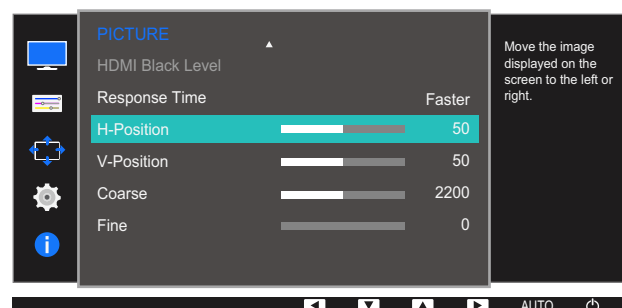 PICTURE
HDMI Black Level
Response Time Faster
H-Position 50
V-Position 50
Coarse 2200
Fine 0
Move the image
displayed on the
screen to the left or
right.
AUTO